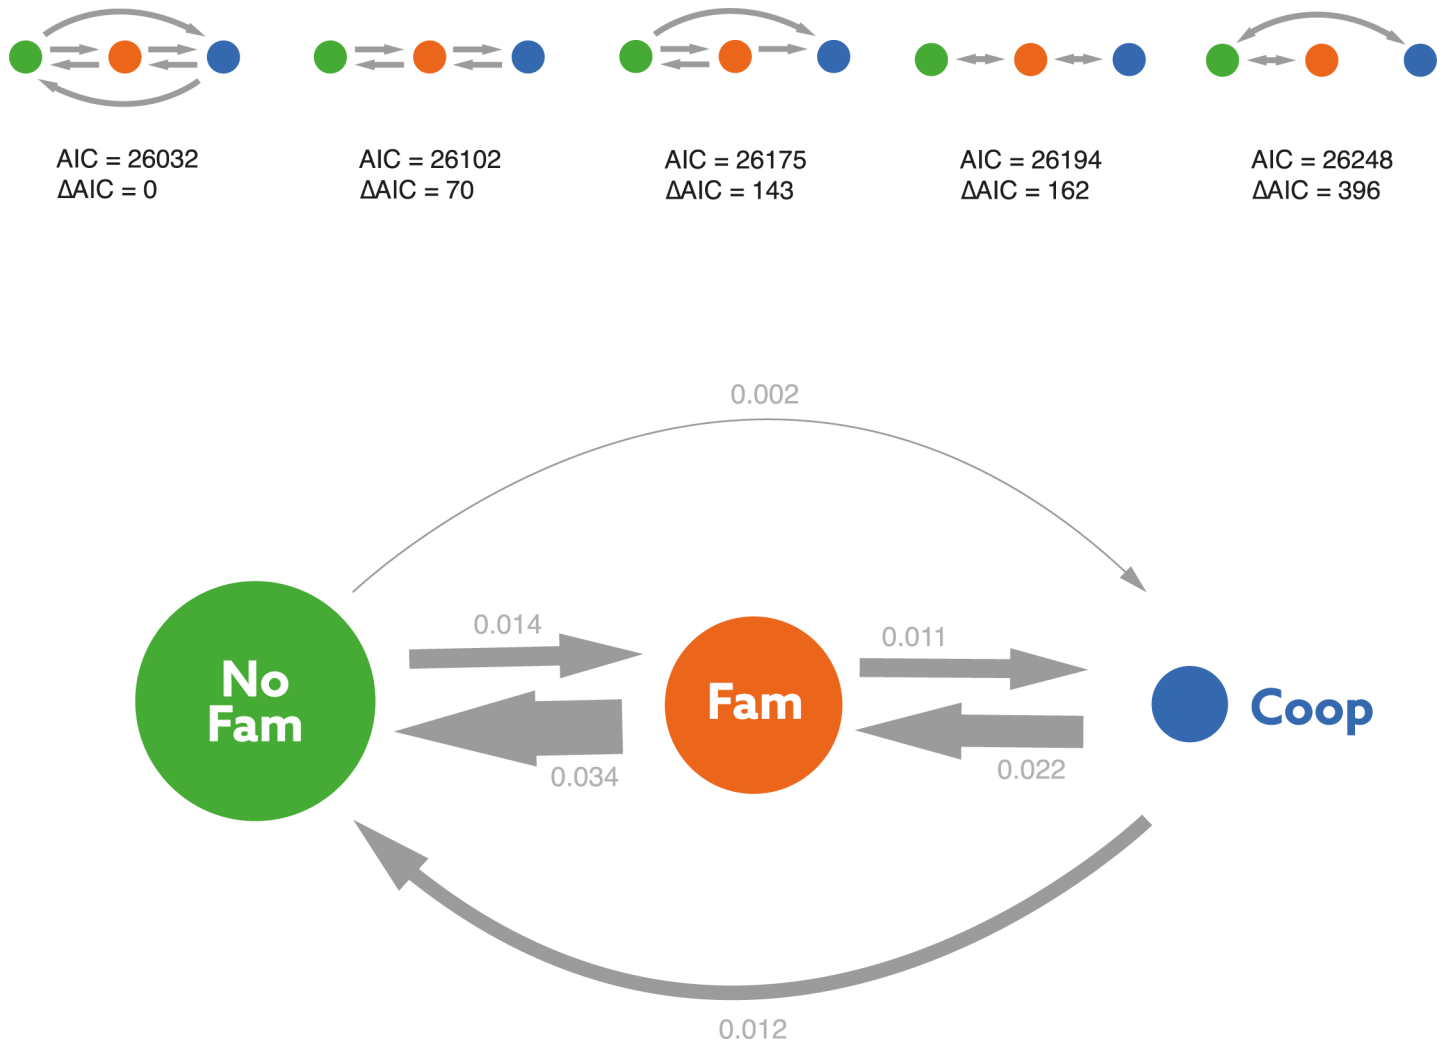 AIC = 26032
ΔAIC = 0
AIC = 26102
ΔAIC = 70
AIC = 26175
ΔAIC = 143
AIC = 26194
ΔAIC = 162
AIC = 26248
ΔAIC = 396
0.002
0.014
0.011
No
Fam
Fam
Coop
0.034
0.022
0.012